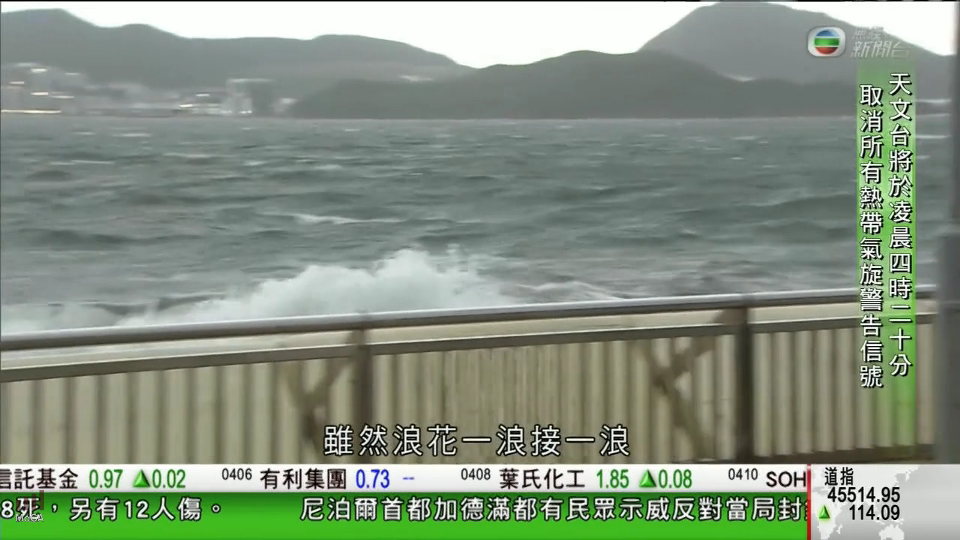 無綫
新聞台
天文台將於凌晨四時二十分
取消所有熱帶氣旋警告信號
雖然浪花一浪接一浪
信託基金 0.97 ▲0.02 0406 有利集團 0.73 -- 0408 葉氏化工 1.85 ▲0.08 0410 SOH
8死，另有12人傷。 尼泊爾首都加德滿都有民眾示威反對當局封
道指
45514.95
▲ 114.09